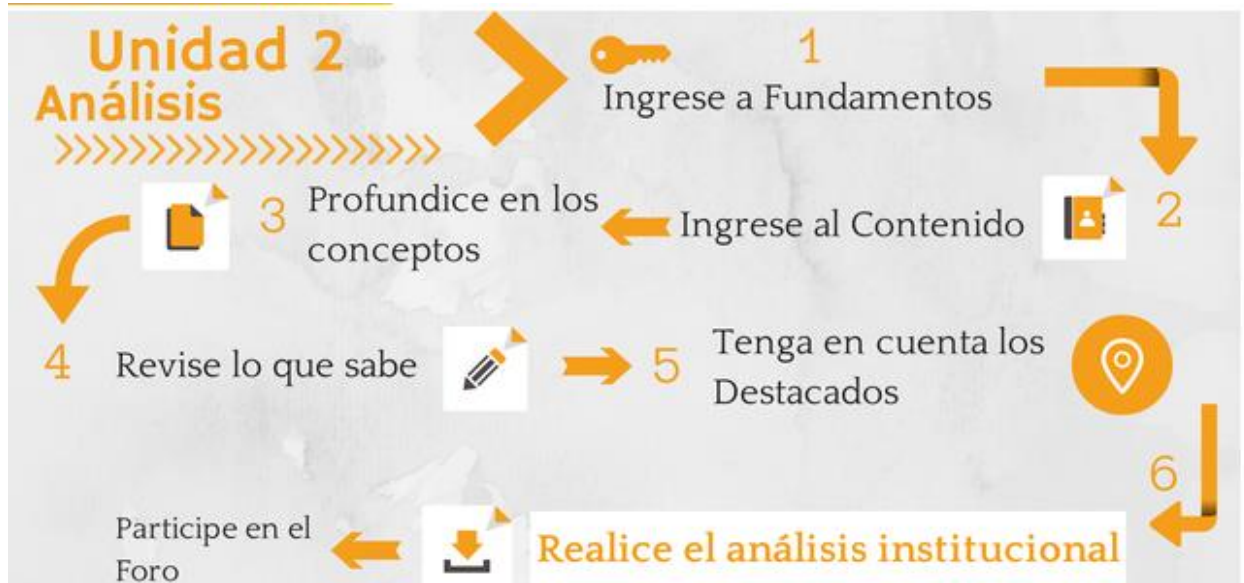 Unidad 2
Análisis
1
Ingrese a Fundamentos
2
Ingrese al Contenido
3
Profundice en los
conceptos
4
Revise lo que sabe
5
Tenga en cuenta los
Destacados
6
Realice el análisis institucional
Participe en el
Foro